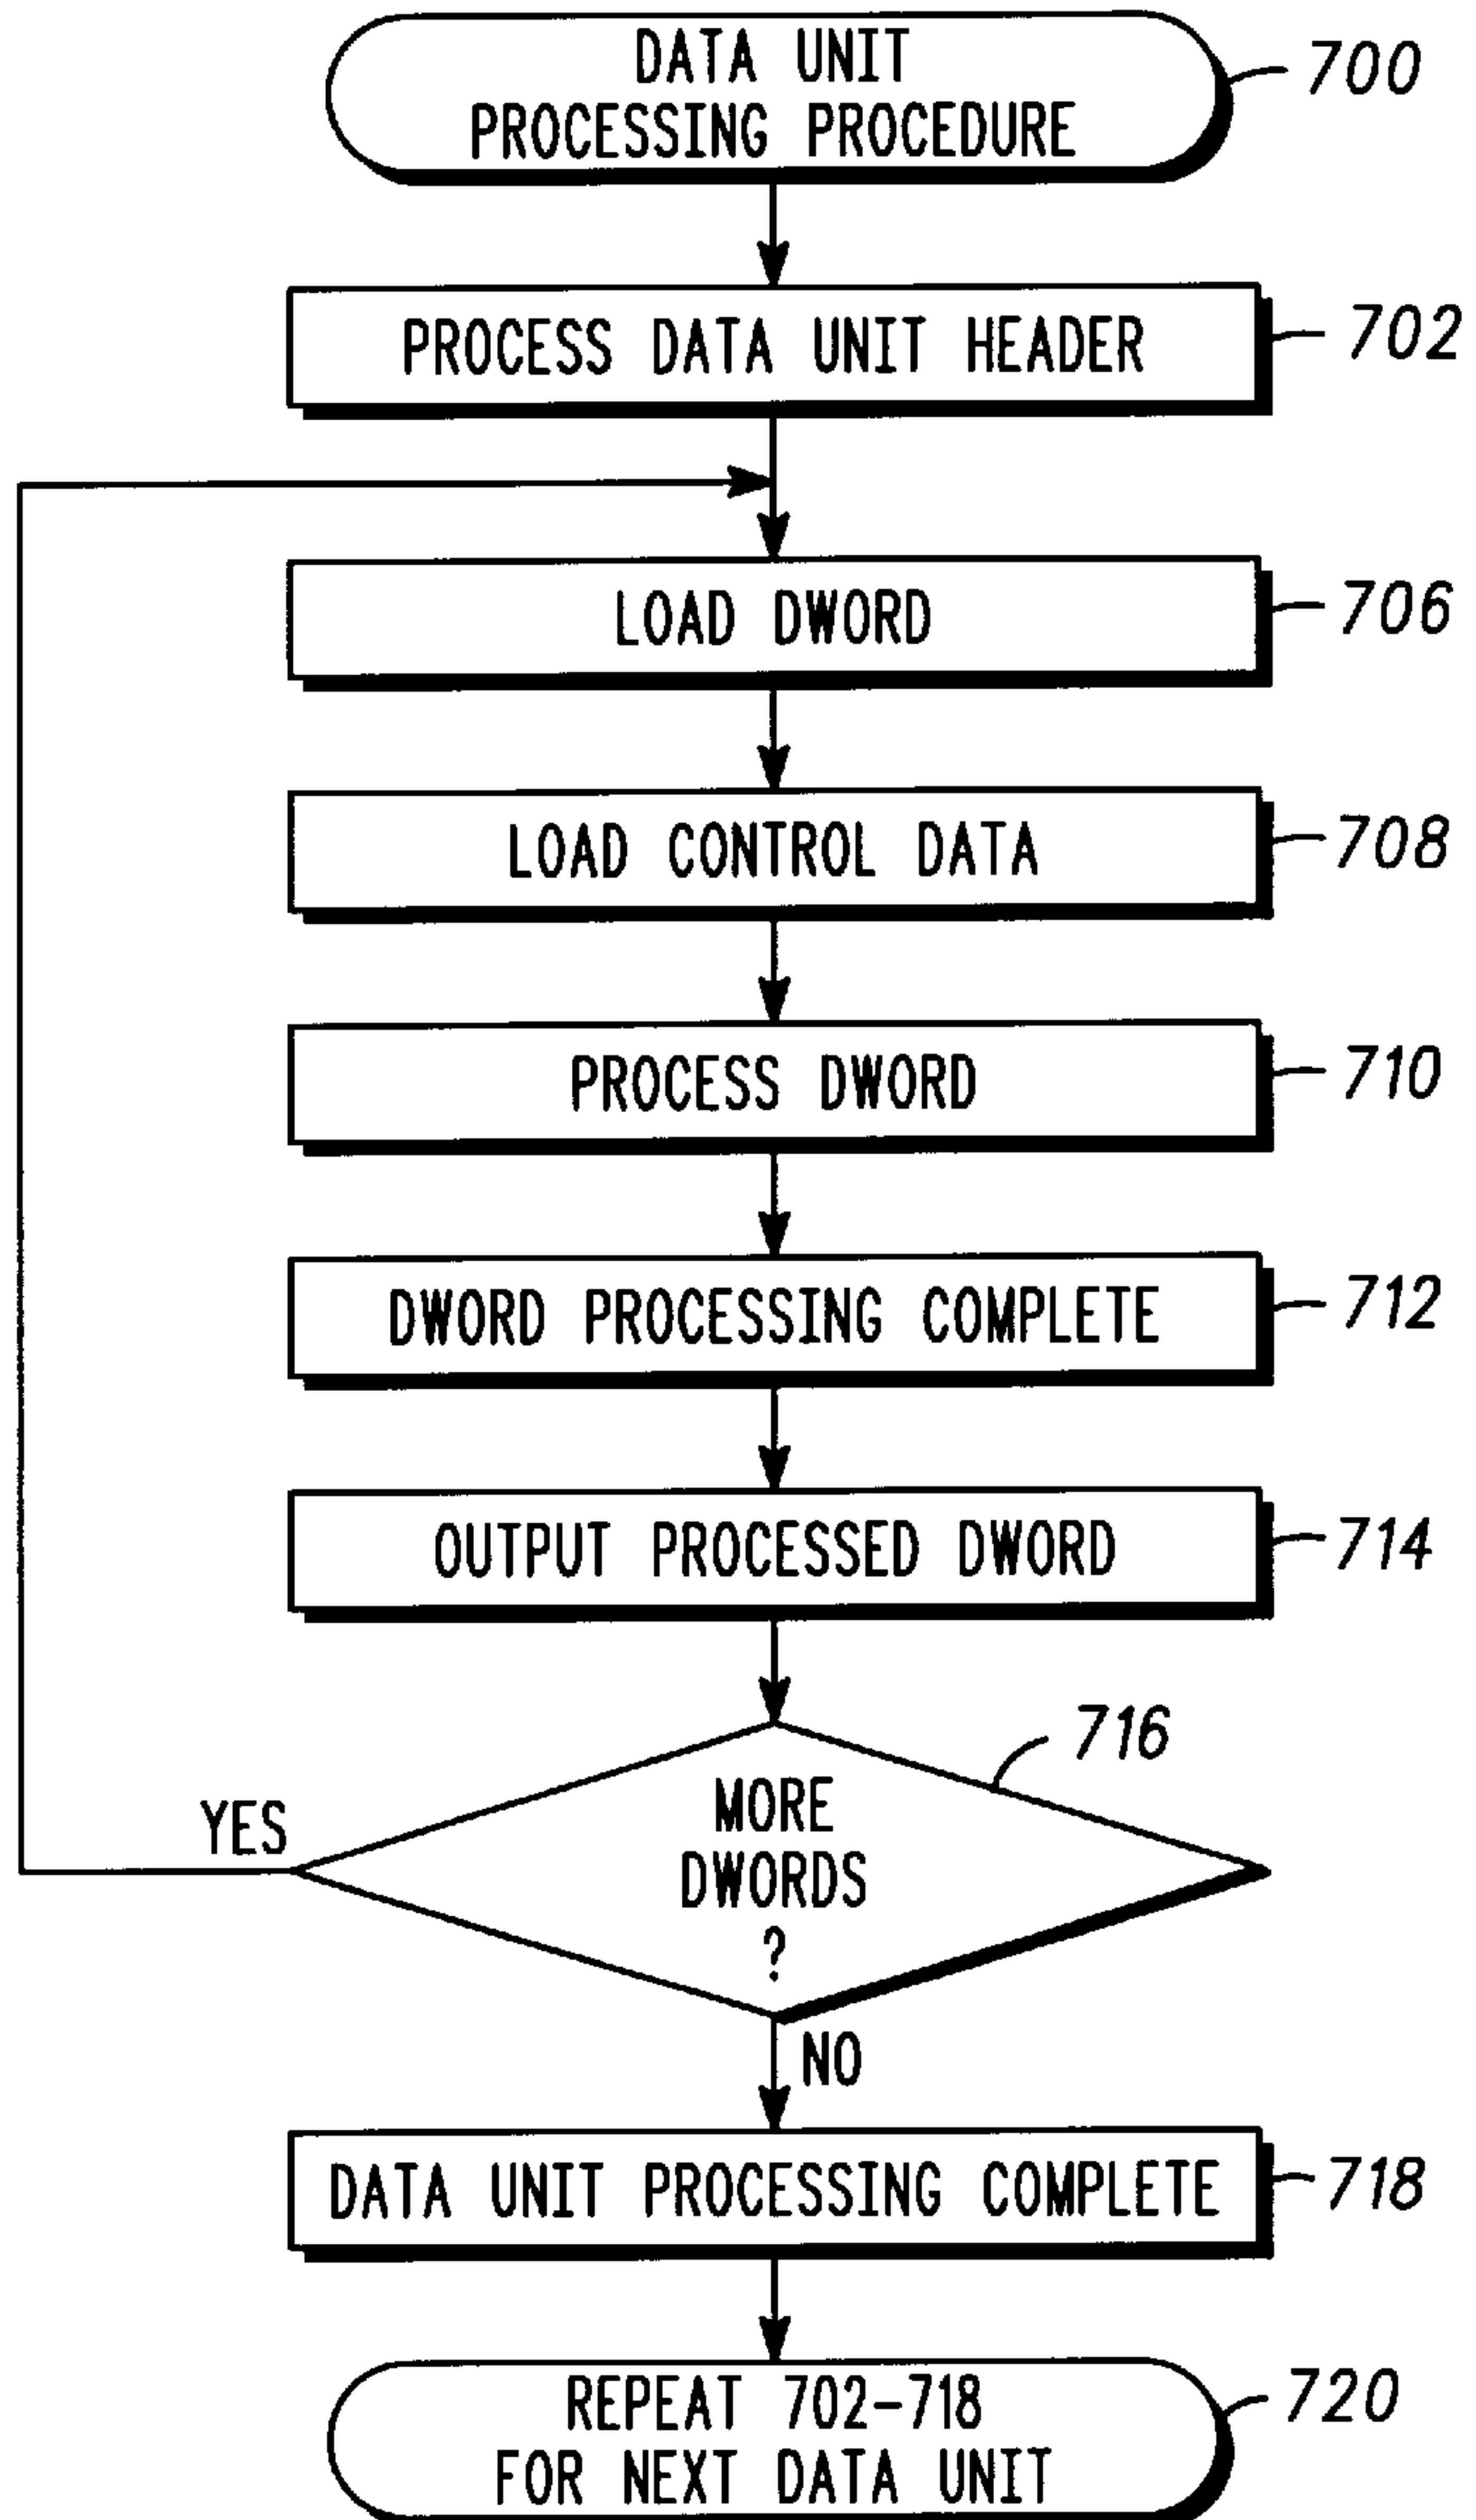 DATA UNIT
PROCESSING PROCEDURE
700
PROCESS DATA UNIT HEADER
702
LOAD DWORD
706
LOAD CONTROL DATA
708
PROCESS DWORD
710
DWORD PROCESSING COMPLETE
712
OUTPUT PROCESSED DWORD
714
716
MORE
DWORDS
?
YES
NO
DATA UNIT PROCESSING COMPLETE
718
REPEAT 702-718
FOR NEXT DATA UNIT
720